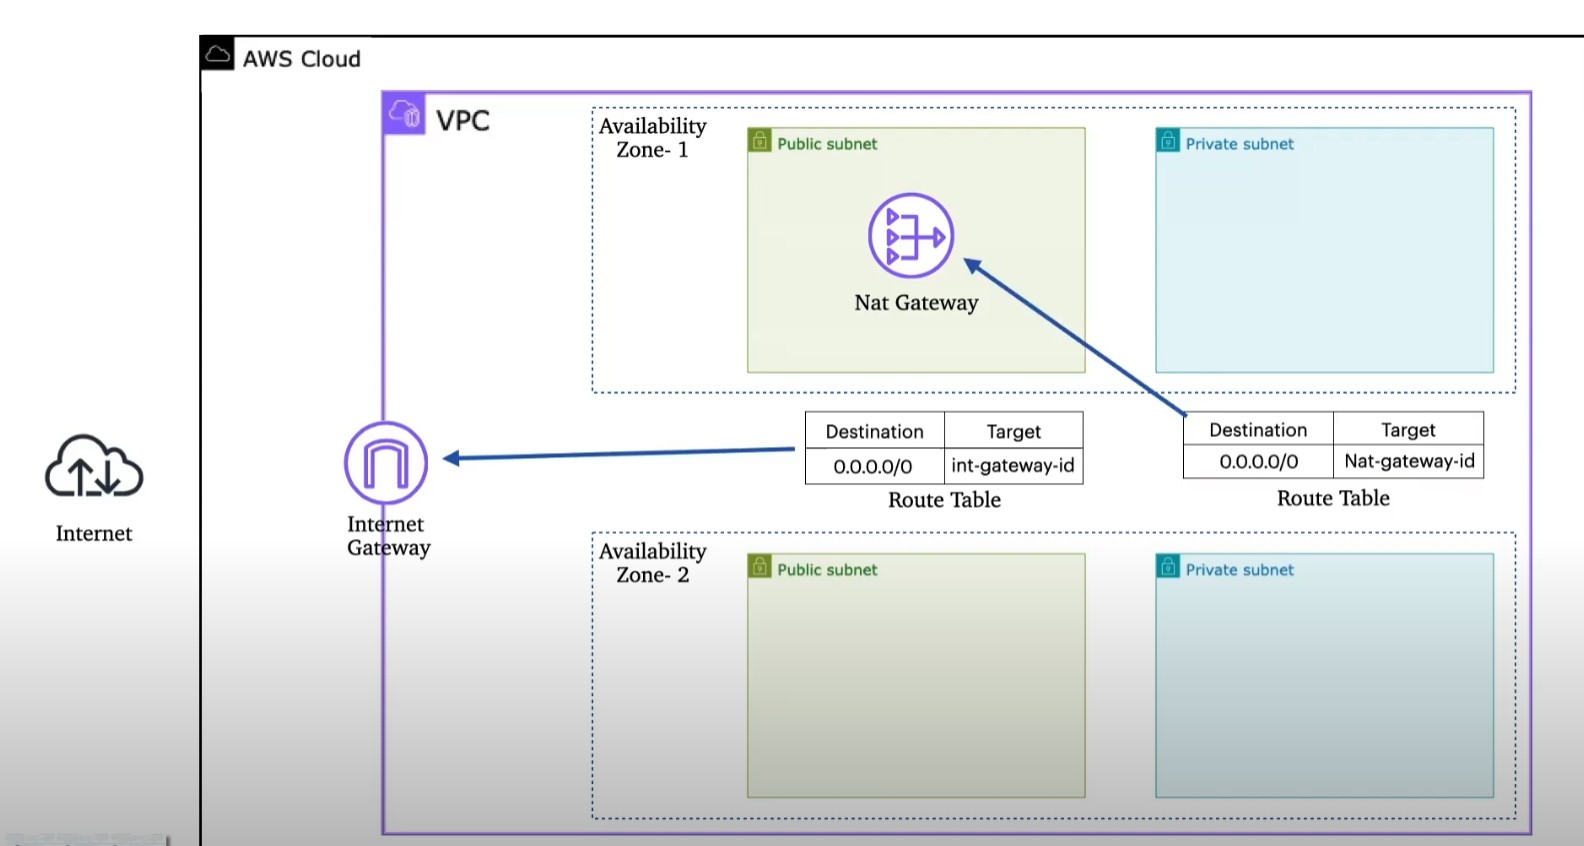 AWS Cloud
VPC
Availability
Zone- 1
Public subnet
Private subnet
Nat Gateway
Destination Target
0.0.0.0/0 int-gateway-id
Route Table
Destination Target
0.0.0.0/0 Nat-gateway-id
Route Table
Internet
Internet
Gateway
Availability
Zone- 2
Public subnet
Private subnet